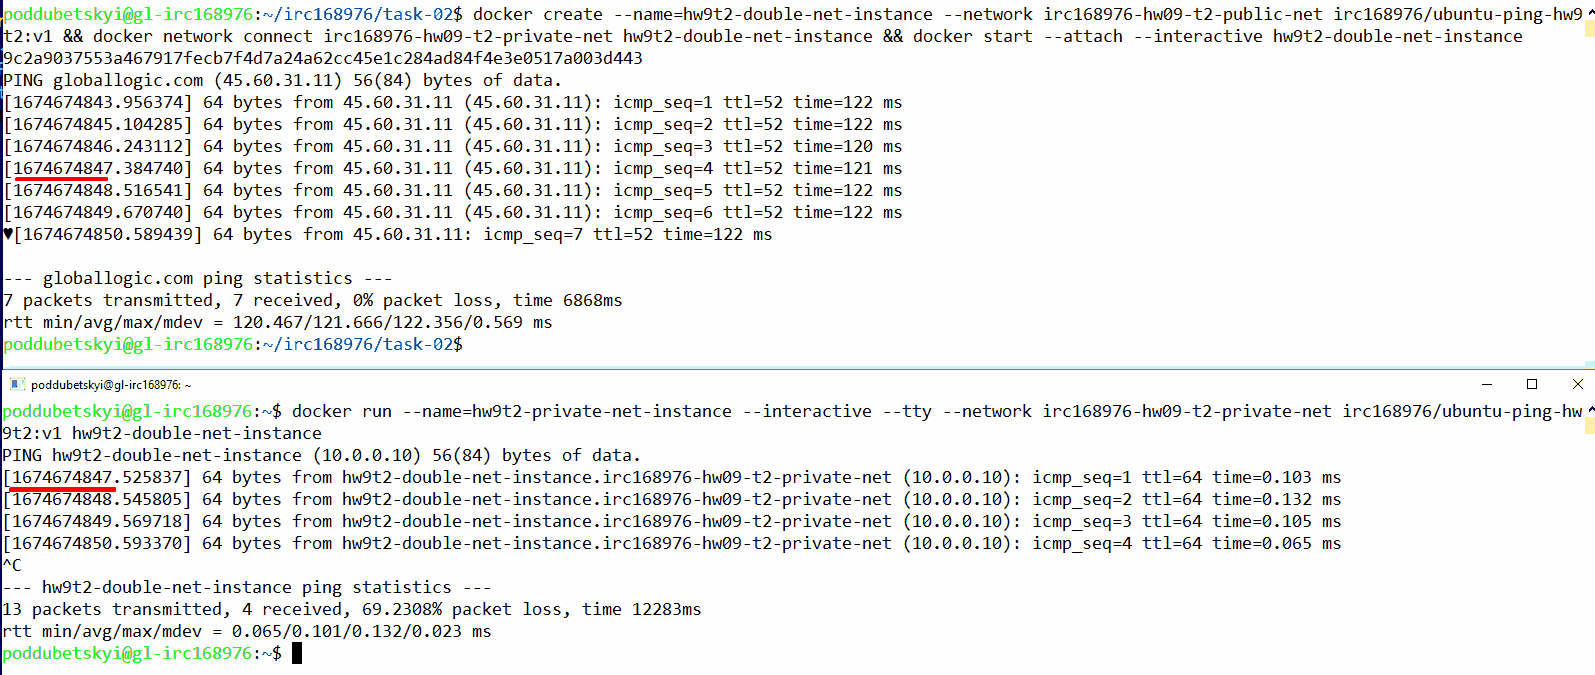 poddubetskyi@gl-irc168976:~/irc168976/task-02$ docker create --name=hw9t2-double-net-instance --network irc168976-hw09-t2-public-net irc168976/ubuntu-ping-hw9
t2:v1 && docker network connect irc168976-hw09-t2-private-net hw9t2-double-net-instance && docker start --attach --interactive hw9t2-double-net-instance
9c2a9037553a467917fecb7f4d7a24a62cc45e1c284ad84f4e3e0517a003d443
PING globallogic.com (45.60.31.11) 56(84) bytes of data.
[1674674843.956374] 64 bytes from 45.60.31.11 (45.60.31.11): icmp_seq=1 ttl=52 time=122 ms
[1674674845.104285] 64 bytes from 45.60.31.11 (45.60.31.11): icmp_seq=2 ttl=52 time=122 ms
[1674674846.243112] 64 bytes from 45.60.31.11 (45.60.31.11): icmp_seq=3 ttl=52 time=120 ms
[1674674847.384740] 64 bytes from 45.60.31.11 (45.60.31.11): icmp_seq=4 ttl=52 time=121 ms
[1674674848.516541] 64 bytes from 45.60.31.11 (45.60.31.11): icmp_seq=5 ttl=52 time=122 ms
[1674674849.670740] 64 bytes from 45.60.31.11 (45.60.31.11): icmp_seq=6 ttl=52 time=122 ms
♥[1674674850.589439] 64 bytes from 45.60.31.11: icmp_seq=7 ttl=52 time=122 ms
--- globallogic.com ping statistics ---
7 packets transmitted, 7 received, 0% packet loss, time 6868ms
rtt min/avg/max/mdev = 120.467/121.666/122.356/0.569 ms
poddubetskyi@gl-irc168976:~/irc168976/task-02$
poddubetskyi@gl-irc168976: ~
poddubetskyi@gl-irc168976:~$ docker run --name=hw9t2-private-net-instance --interactive --tty --network irc168976-hw09-t2-private-net irc168976/ubuntu-ping-hw
9t2:v1 hw9t2-double-net-instance
PING hw9t2-double-net-instance (10.0.0.10) 56(84) bytes of data.
[1674674847.525837] 64 bytes from hw9t2-double-net-instance.irc168976-hw09-t2-private-net (10.0.0.10): icmp_seq=1 ttl=64 time=0.103 ms
[1674674848.545805] 64 bytes from hw9t2-double-net-instance.irc168976-hw09-t2-private-net (10.0.0.10): icmp_seq=2 ttl=64 time=0.132 ms
[1674674849.569718] 64 bytes from hw9t2-double-net-instance.irc168976-hw09-t2-private-net (10.0.0.10): icmp_seq=3 ttl=64 time=0.105 ms
[1674674850.593370] 64 bytes from hw9t2-double-net-instance.irc168976-hw09-t2-private-net (10.0.0.10): icmp_seq=4 ttl=64 time=0.065 ms
^C
--- hw9t2-double-net-instance ping statistics ---
13 packets transmitted, 4 received, 69.2308% packet loss, time 12283ms
rtt min/avg/max/mdev = 0.065/0.101/0.132/0.023 ms
poddubetskyi@gl-irc168976:~$